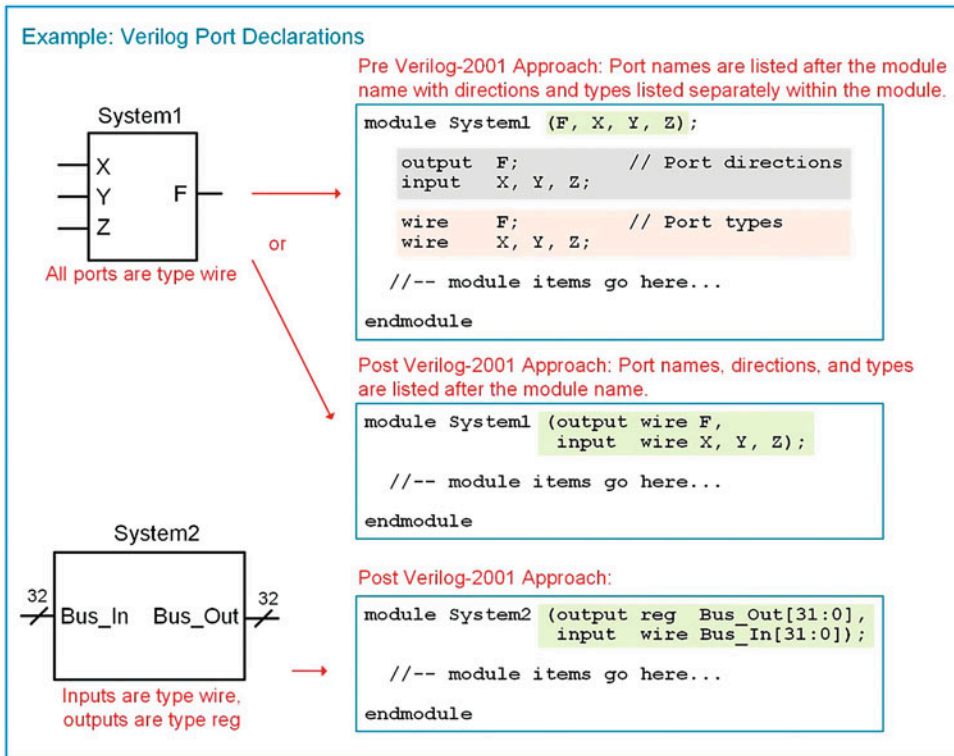 Example: Verilog Port Declarations
Pre Verilog-2001 Approach: Port names are listed after the module
name with directions and types listed separately within the module.
System1
X
Y
Z
F
All ports are type wire
or
module System1 (F, X, Y, Z);
output F; // Port directions
input X, Y, Z;
wire F; // Port types
wire X, Y, Z;
//-- module items go here...
endmodule
Post Verilog-2001 Approach: Port names, directions, and types
are listed after the module name.
module System1 (output wire F,
input wire X, Y, Z);
//-- module items go here...
endmodule
System2
32
Bus_In
Bus_Out
32
Inputs are type wire,
outputs are type reg
Post Verilog-2001 Approach:
module System2 (output reg Bus_Out[31:0],
input wire Bus_In[31:0]);
//-- module items go here...
endmodule